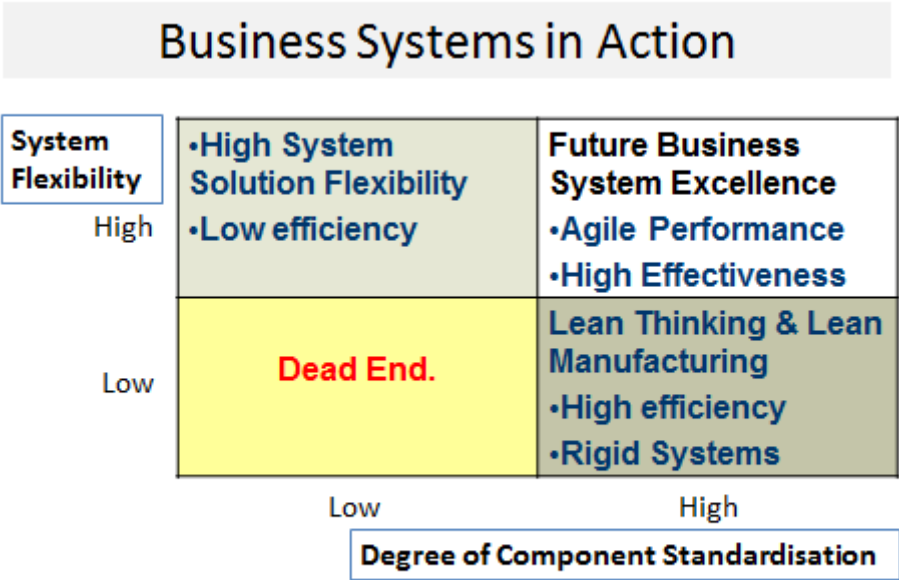 Business Systems in Action
System
Flexibility
•High System
Solution Flexibility
•Low efficiency
Future Business
System Excellence
•Agile Performance
•High Effectiveness
High
Dead End.
Lean Thinking & Lean
Manufacturing
•High efficiency
•Rigid Systems
Low
Low
High
Degree of Component Standardisation